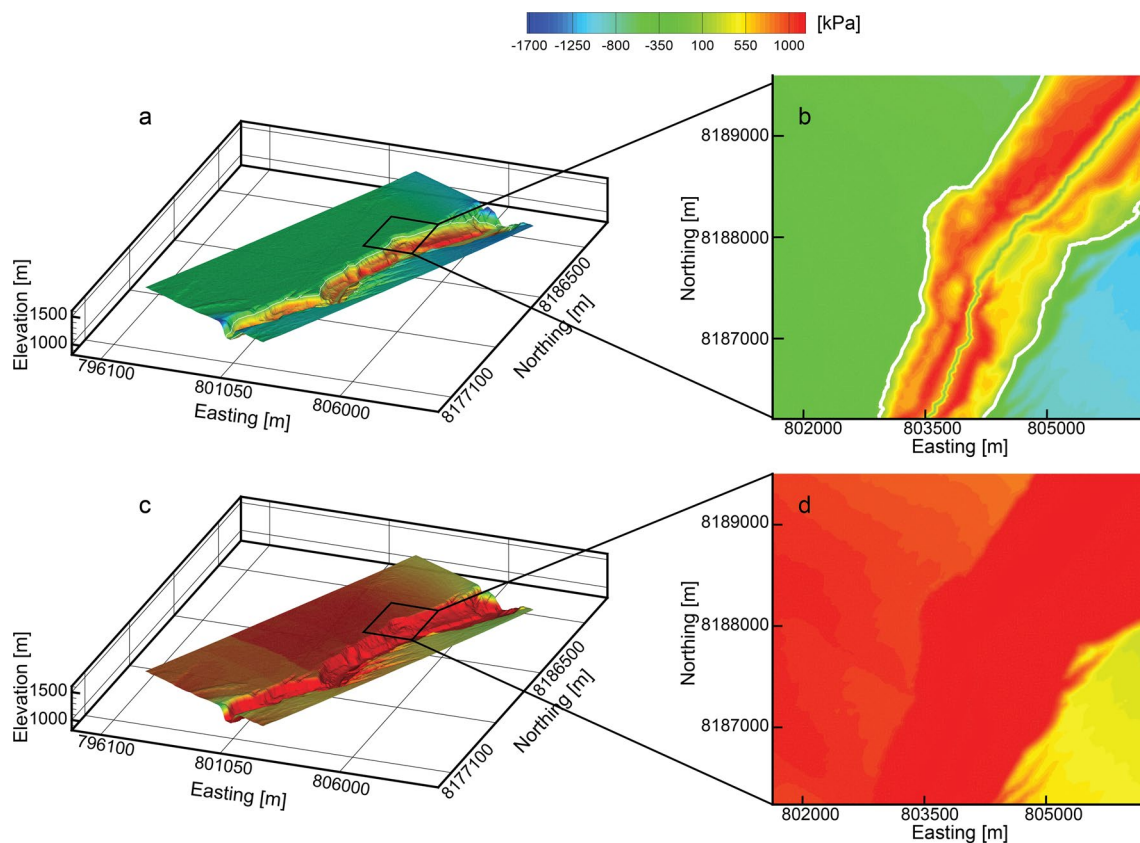 [kPa]
-1700 -1250 -800 -350 100 550 1000
a
Elevation [m]
1500
1000
796100
801050
806000
Easting [m]
8177100
8186500
Northing [m]
b
8189000
8188000
8187000
Northing [m]
802000 803500 805000
Easting [m]
c
Elevation [m]
1500
1000
796100
801050
806000
Easting [m]
8177100
8186500
Northing [m]
d
8189000
8188000
8187000
Northing [m]
802000 803500 805000
Easting [m]